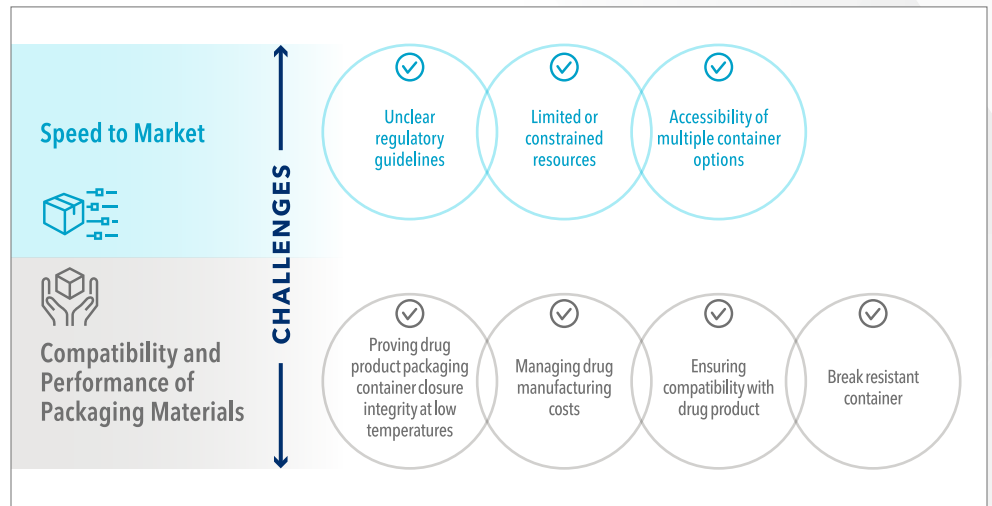 Speed to Market
CHALLENGES
Unclear
regulatory
guidelines
Limited or
constrained
resources
Accessibility of
multiple container
options
Compatibility and
Performance of
Packaging Materials
Proving drug
product packaging
container closure
integrity at low
temperatures
Managing drug
manufacturing
costs
Ensuring
compatibility with
drug product
Break resistant
container